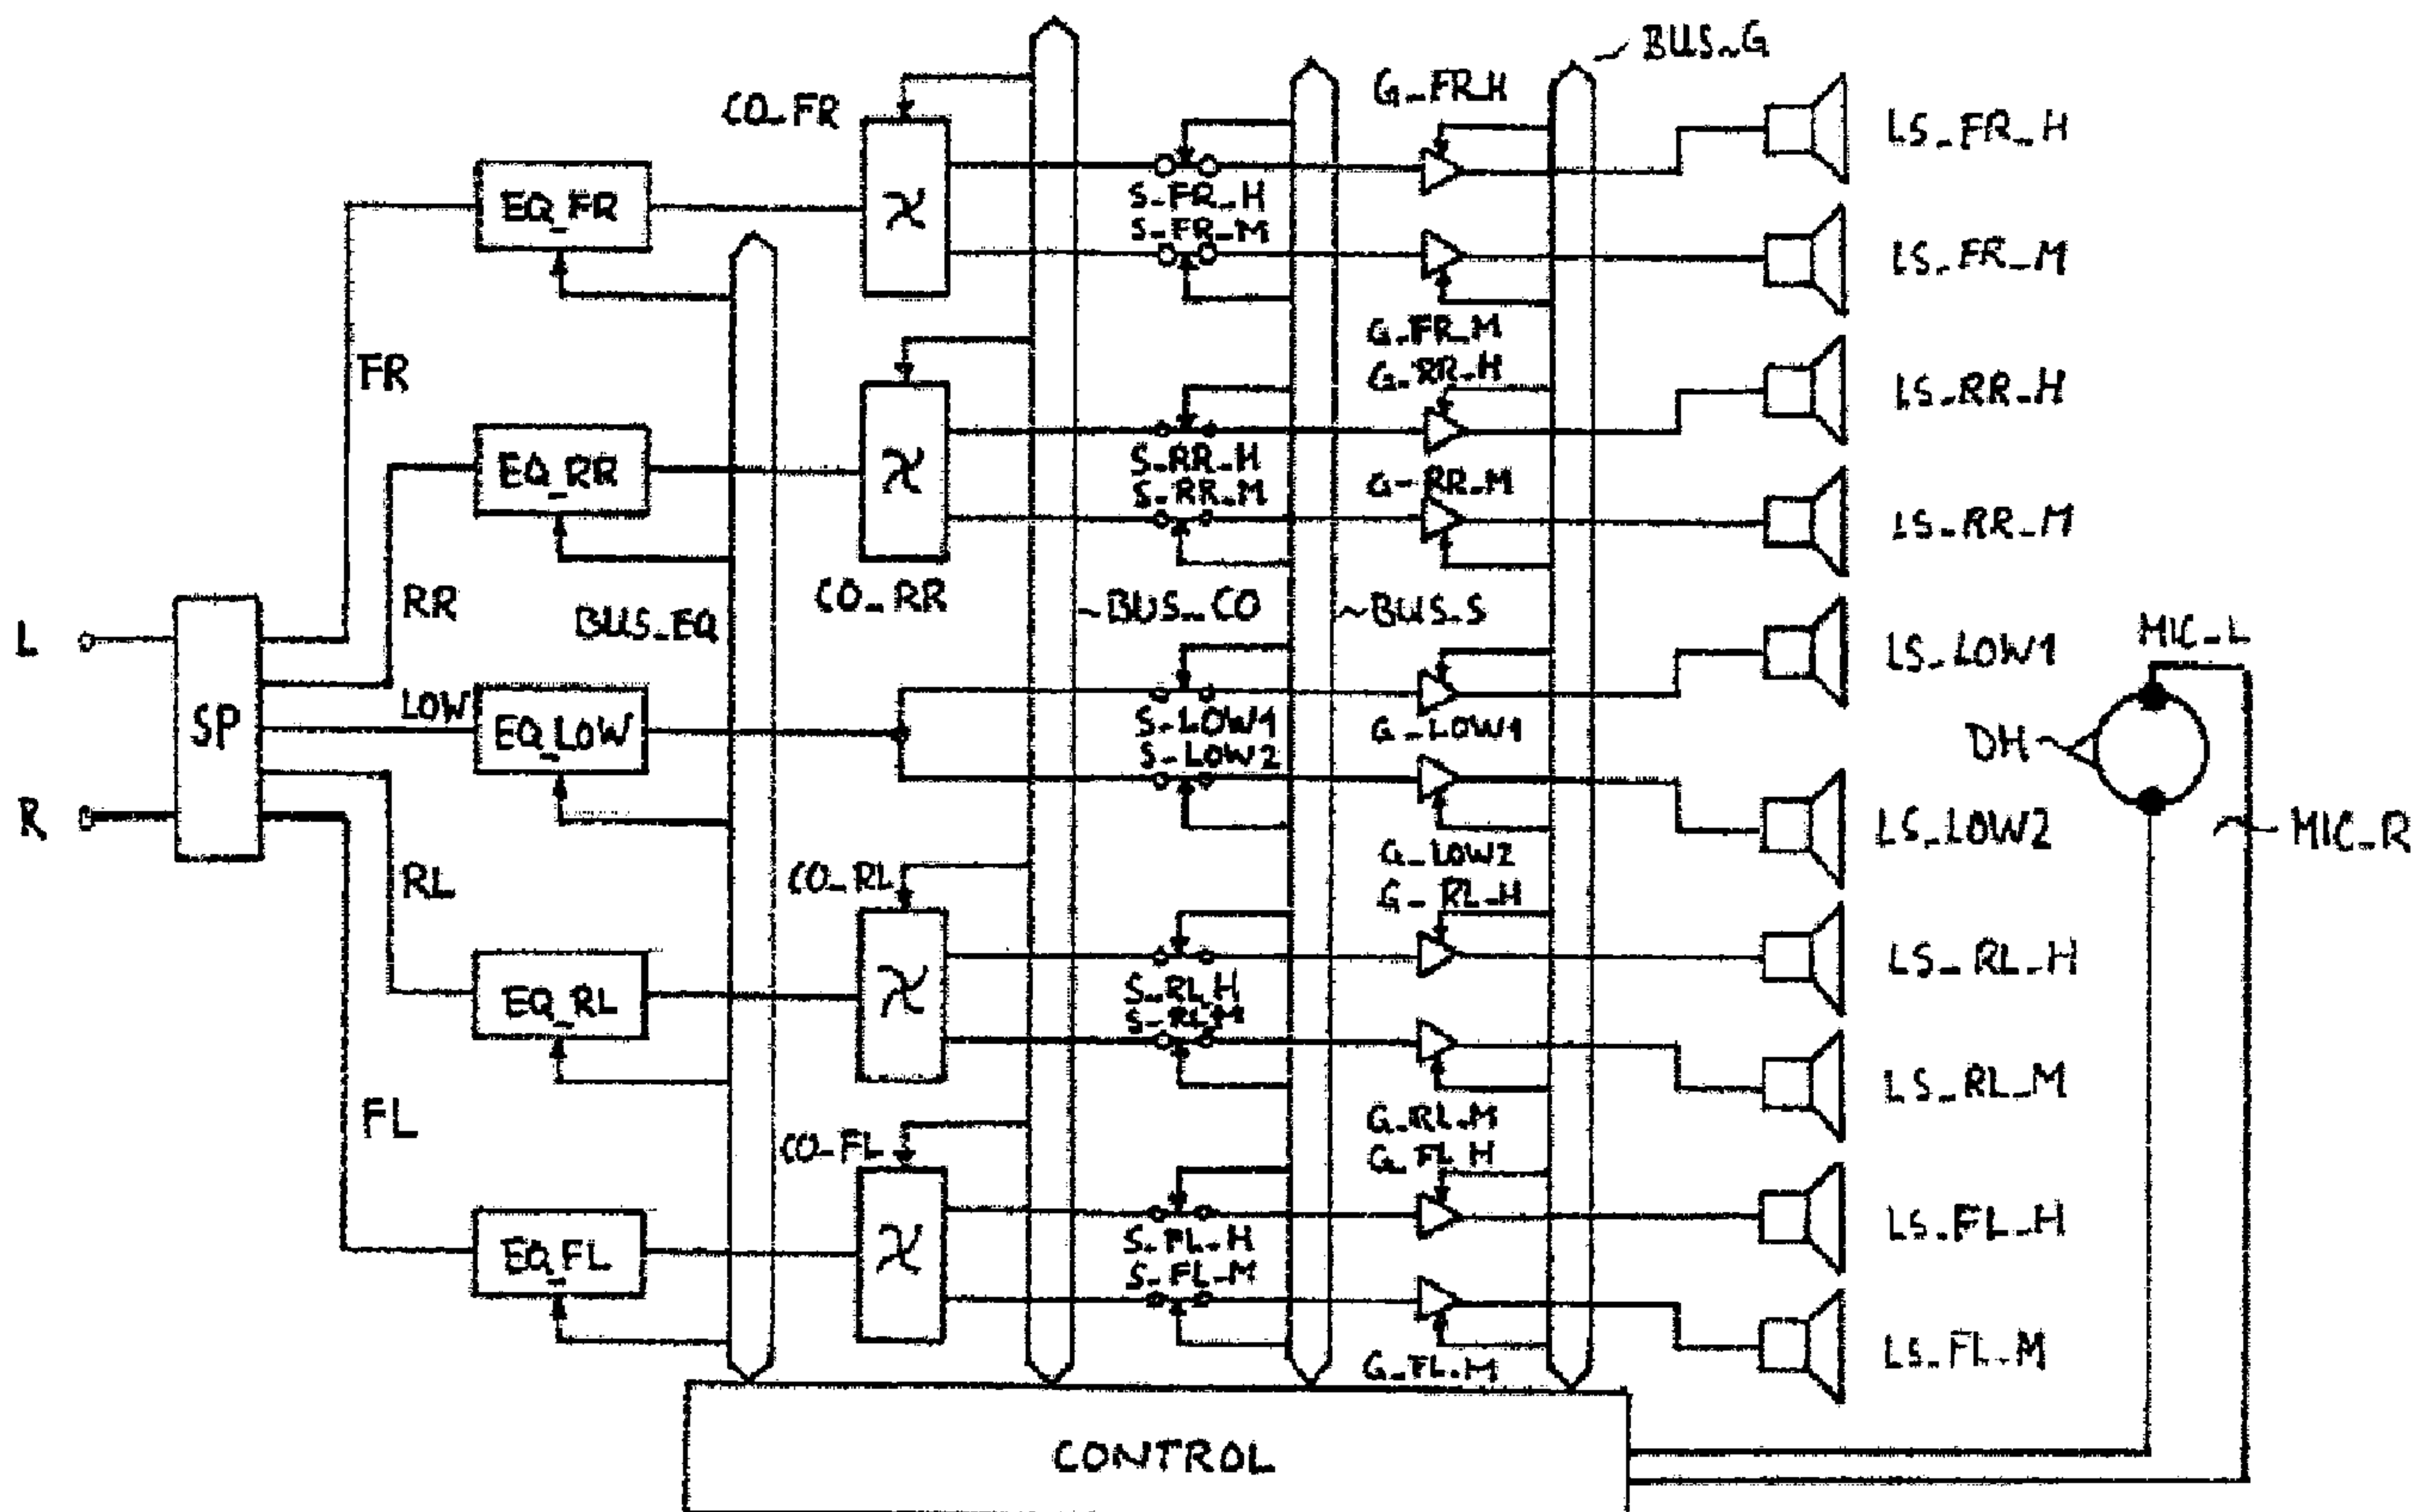 BUS_G
G_FR_H
CO_FR
LS_FR_H
S_FR_H
EQ_FR
S_FR_M
LS_FR_M
G_FR_M
FR
G_RR_H
LS_RR_H
S_RR_H
EQ_RR
G_RR_M
S_RR_M
LS_RR_M
CO_RR
RR
BUS_CO
BUS_S
BUS_EQ
L
MIC_L
LS_LOW1
LOW
SP
EQ_LOW
S_LOW1
G_LOW1
S_LOW2
DH
R
LS_LOW2
MIC_R
G_LOW2
CO_RL
RL
G_RL_H
LS_RL_H
S_RL_H
EQ_RL
S_RL_M
LS_RL_M
FL
G_RL_M
CO_FL
G_FL_H
LS_FL_H
S_FL_H
EQ_FL
S_FL_M
LS_FL_M
G_FL_M
CONTROL